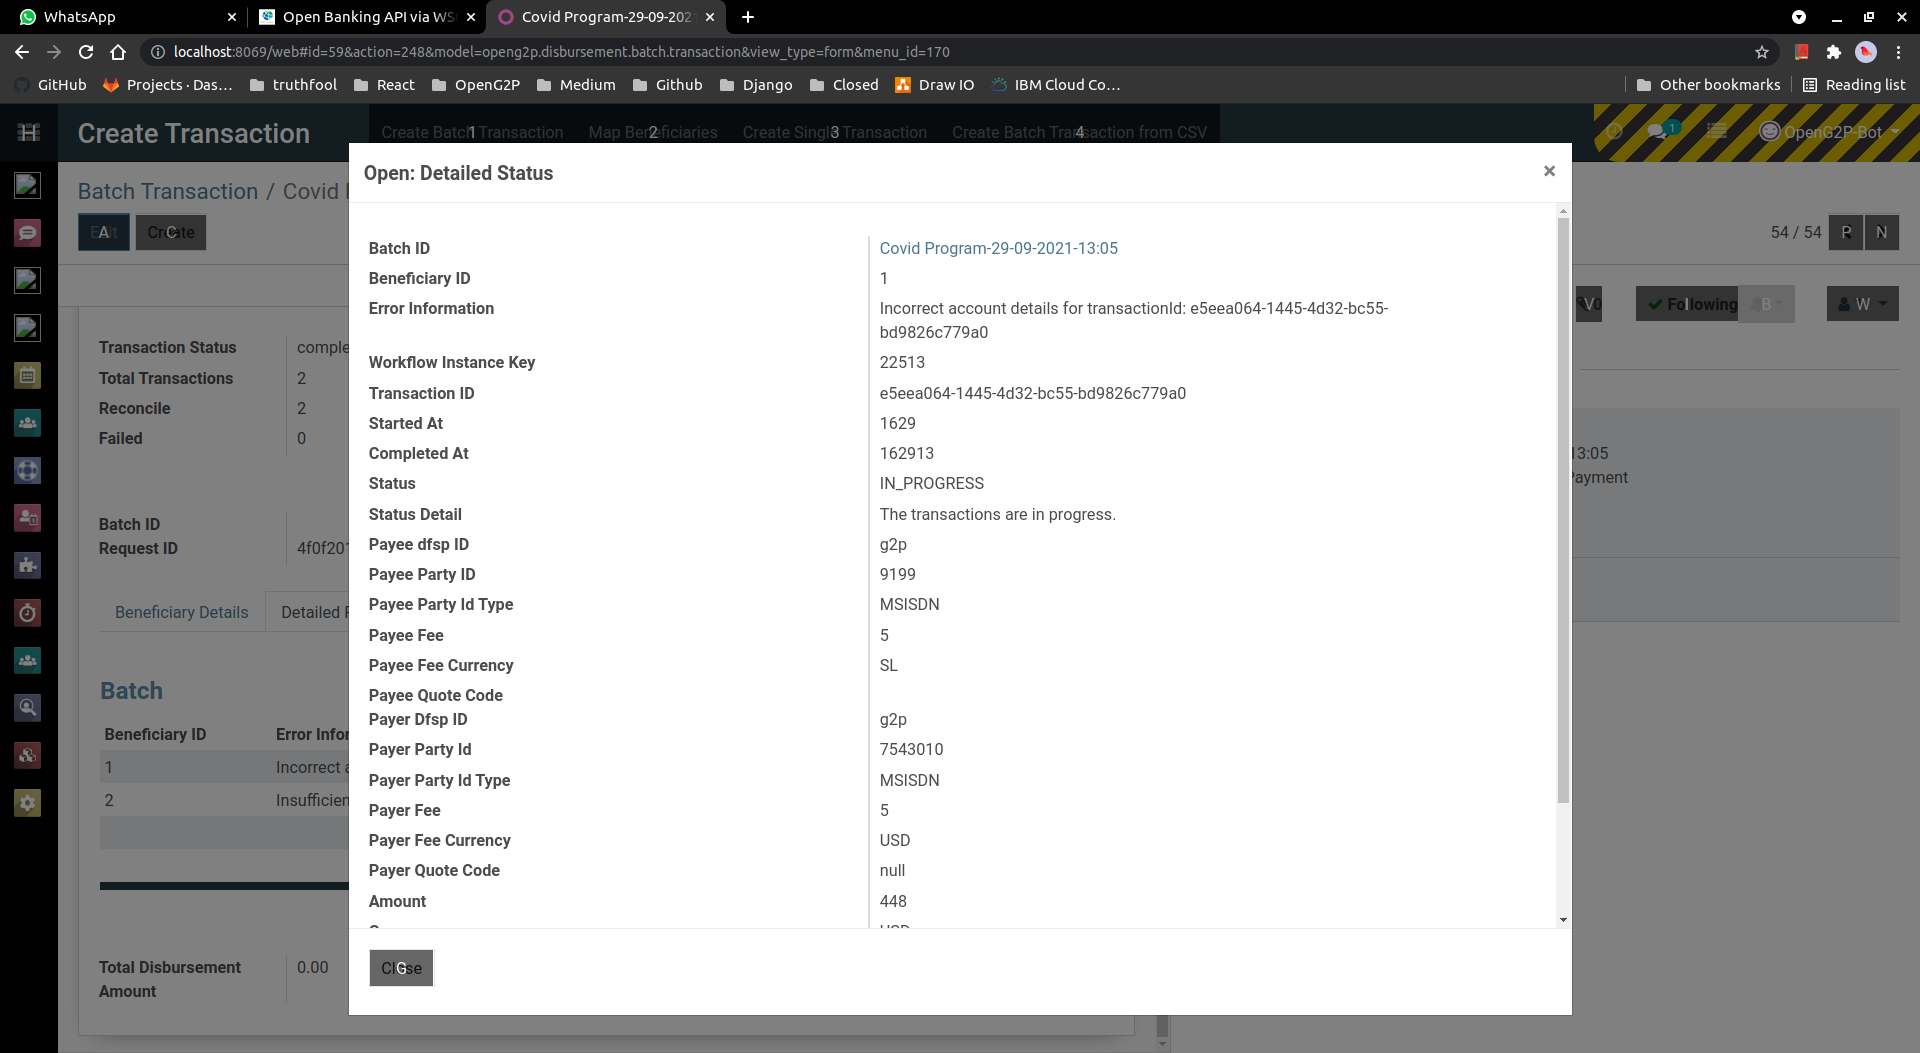 WhatsApp
Open Banking API via WS
Covid Program-29-09-202
localhost:8069/web#id=59&action=248&model=openg2p.disbursement.batch.transaction&view_type=form&menu_id=170
GitHub Projects · Das… truthfool React OpenG2P Medium Github Django Closed Draw IO IBM Cloud Co… Other bookmarks Reading list
H Create Transaction Create Batch Transaction 1 Map Beneficiaries 2 Create Single Transaction 3 Create Batch Transaction from CSV 4 1 OpenG2P-Bot
Open: Detailed Status ×
Batch Transaction / Covid
Edit A Create C 54 / 54 P N
Following V B W
Batch ID Covid Program-29-09-2021-13:05
Beneficiary ID 1
Error Information Incorrect account details for transactionId: e5eea064-1445-4d32-bc55-
bd9826c779a0
Workflow Instance Key 22513
Transaction ID e5eea064-1445-4d32-bc55-bd9826c779a0
Started At 1629
Completed At 162913
Status IN_PROGRESS
Status Detail The transactions are in progress.
Payee dfsp ID g2p
Payee Party ID 9199
Payee Party Id Type MSISDN
Payee Fee 5
Payee Fee Currency SL
Payee Quote Code
Payer Dfsp ID g2p
Payer Party Id 7543010
Payer Party Id Type MSISDN
Payer Fee 5
Payer Fee Currency USD
Payer Quote Code null
Amount 448
Close G
Transaction Status comple
Total Transactions 2
Reconcile 2
Failed 0
Batch ID
Request ID 4f0f201
Beneficiary Details Detailed
Batch
Beneficiary ID Error Infor
1 Incorrect a
2 Insufficien
Total Disbursement 0.00
Amount
13:05
Payment